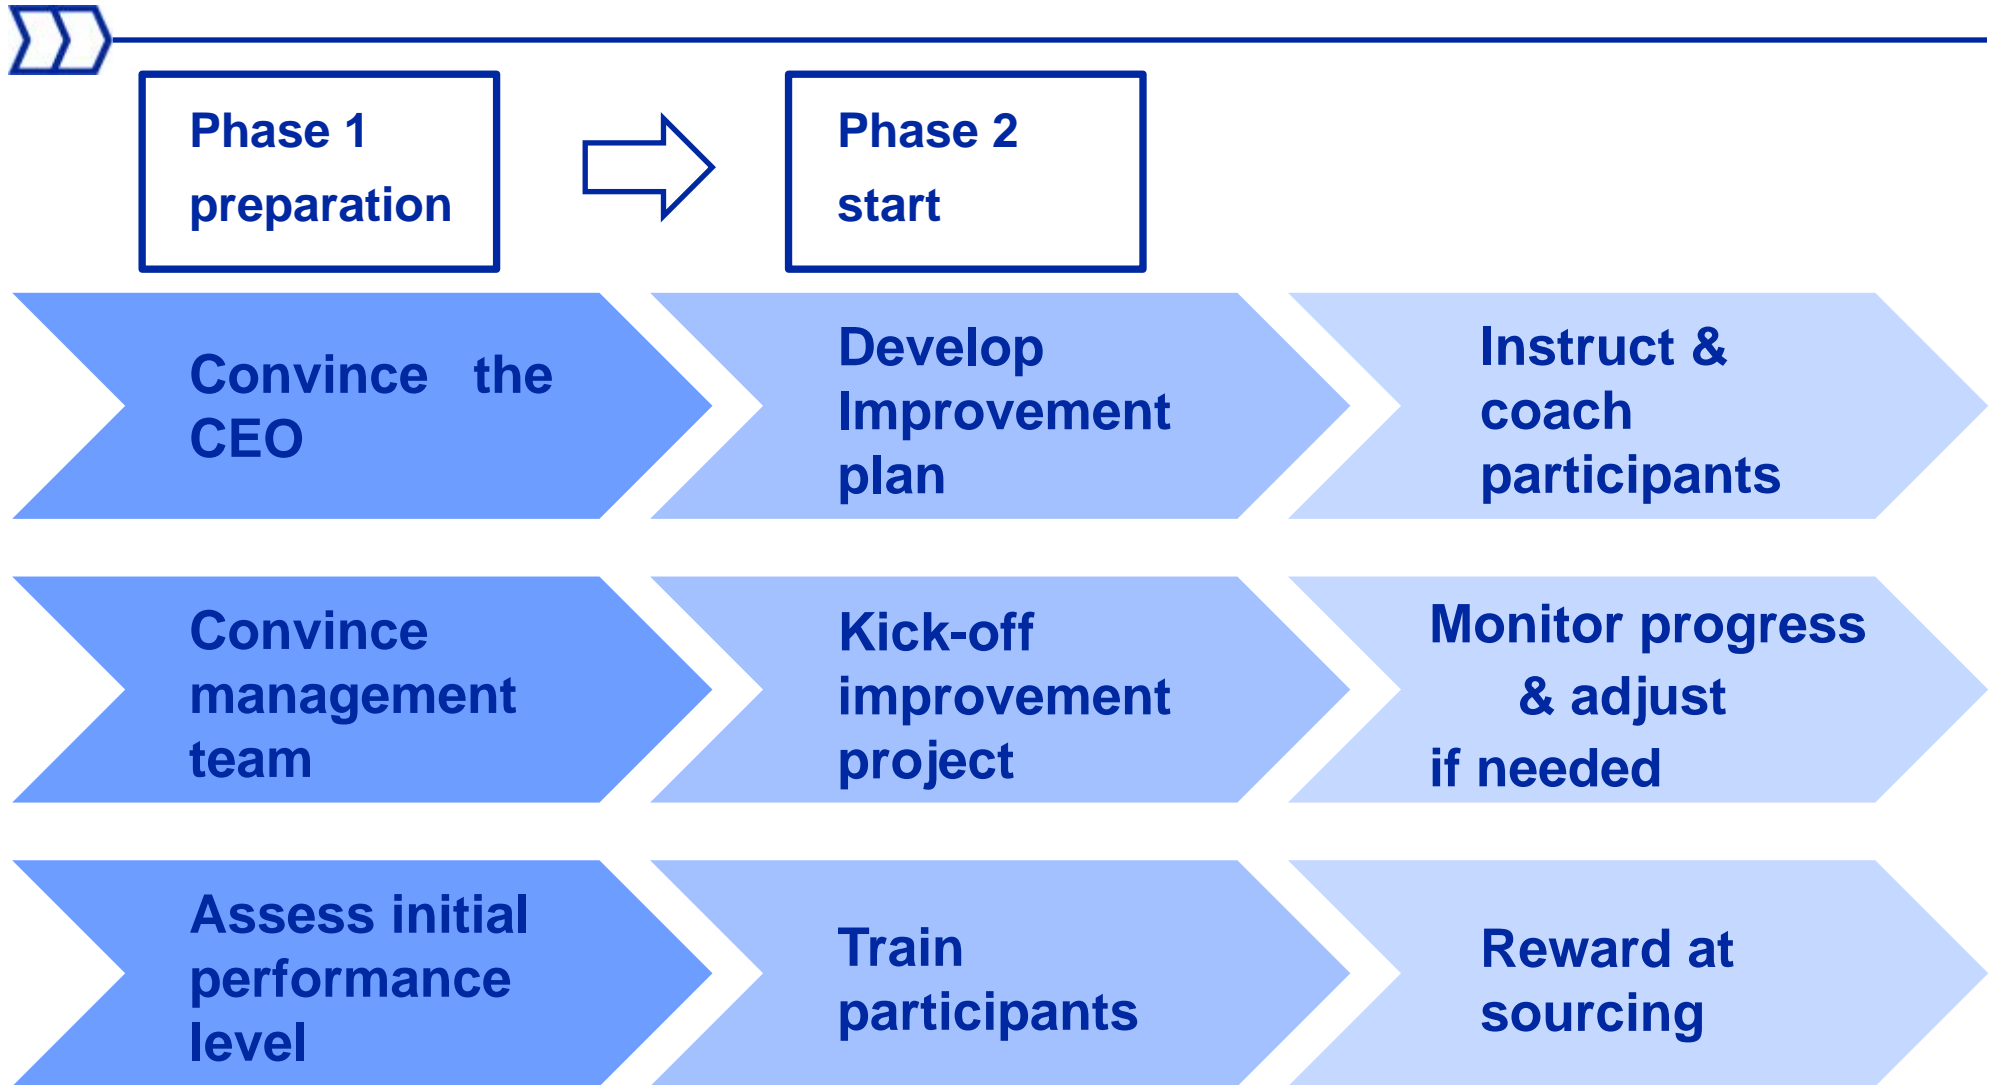 Phase 1
preparation
Phase 2
start
Convince the
CEO
Develop
Improvement
plan
Instruct &
coach
participants
Convince
management
team
Kick-off
improvement
project
Monitor progress
& adjust
if needed
Assess initial
performance
level
Train
participants
Reward at
sourcing